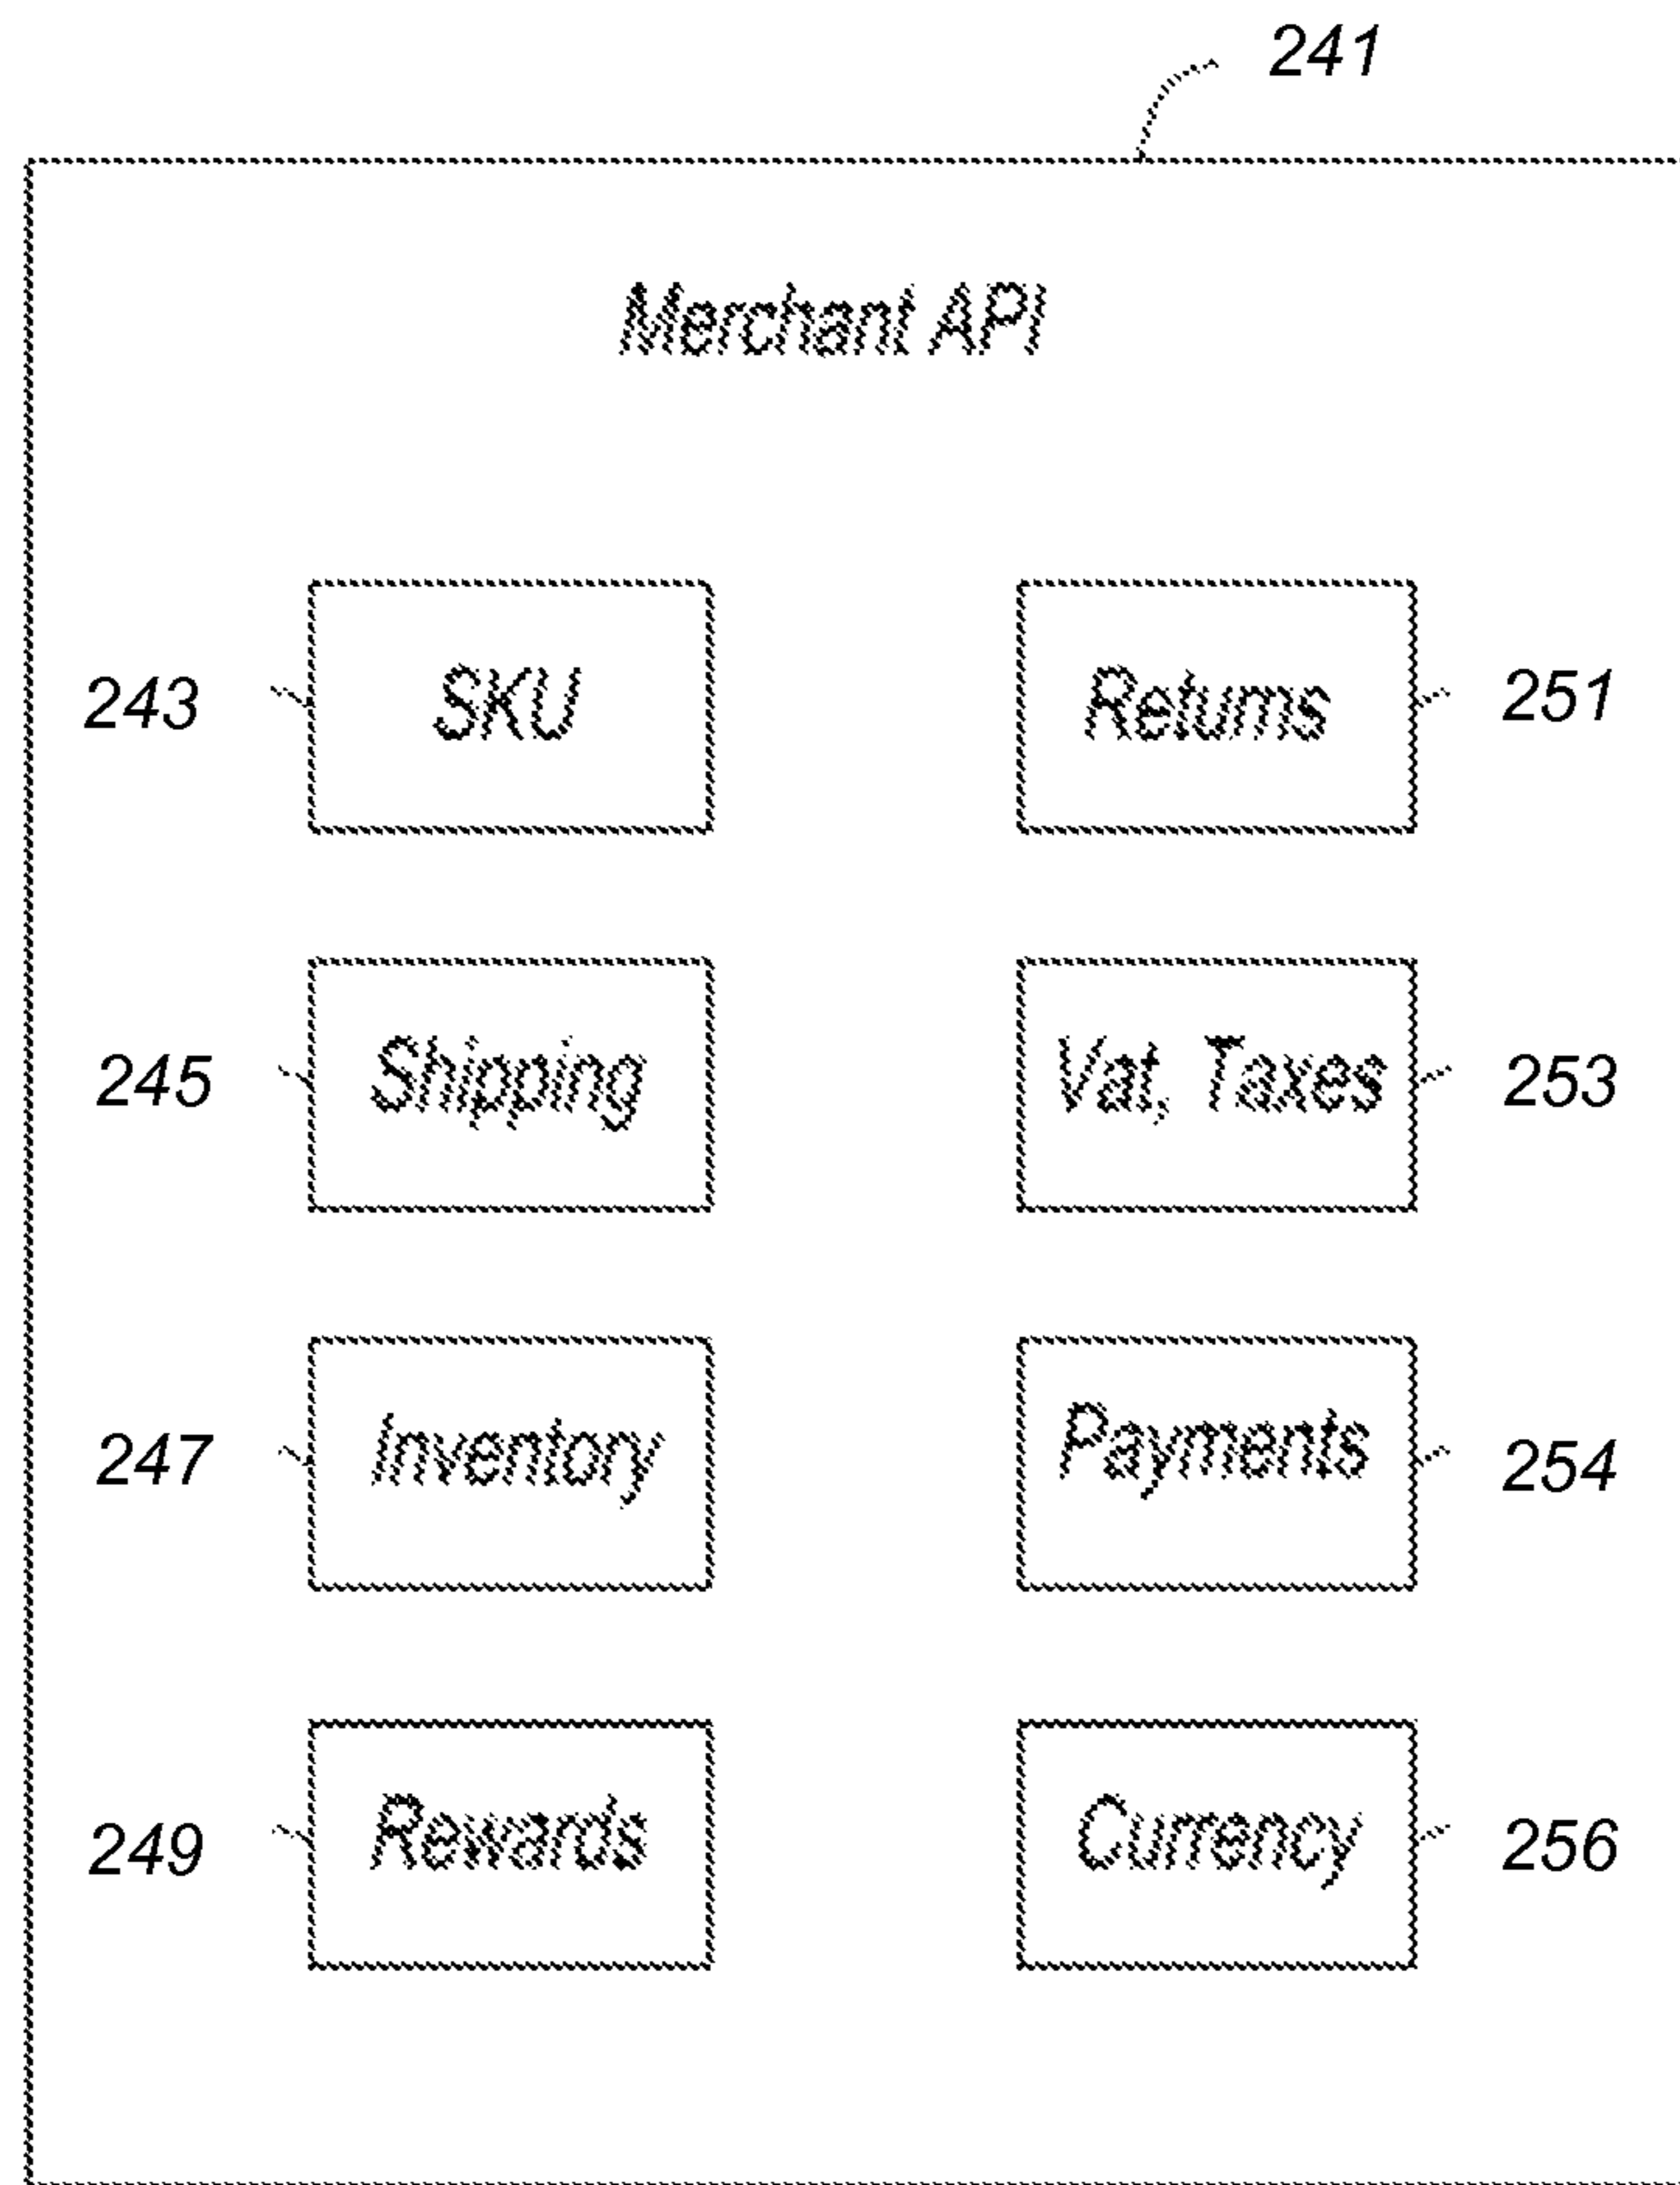 241
Merchant API
243 SKU Returns 251
245 Shipping Vat, Taxes 253
247 Inventory Payments 254
249 Rewards Currency 256